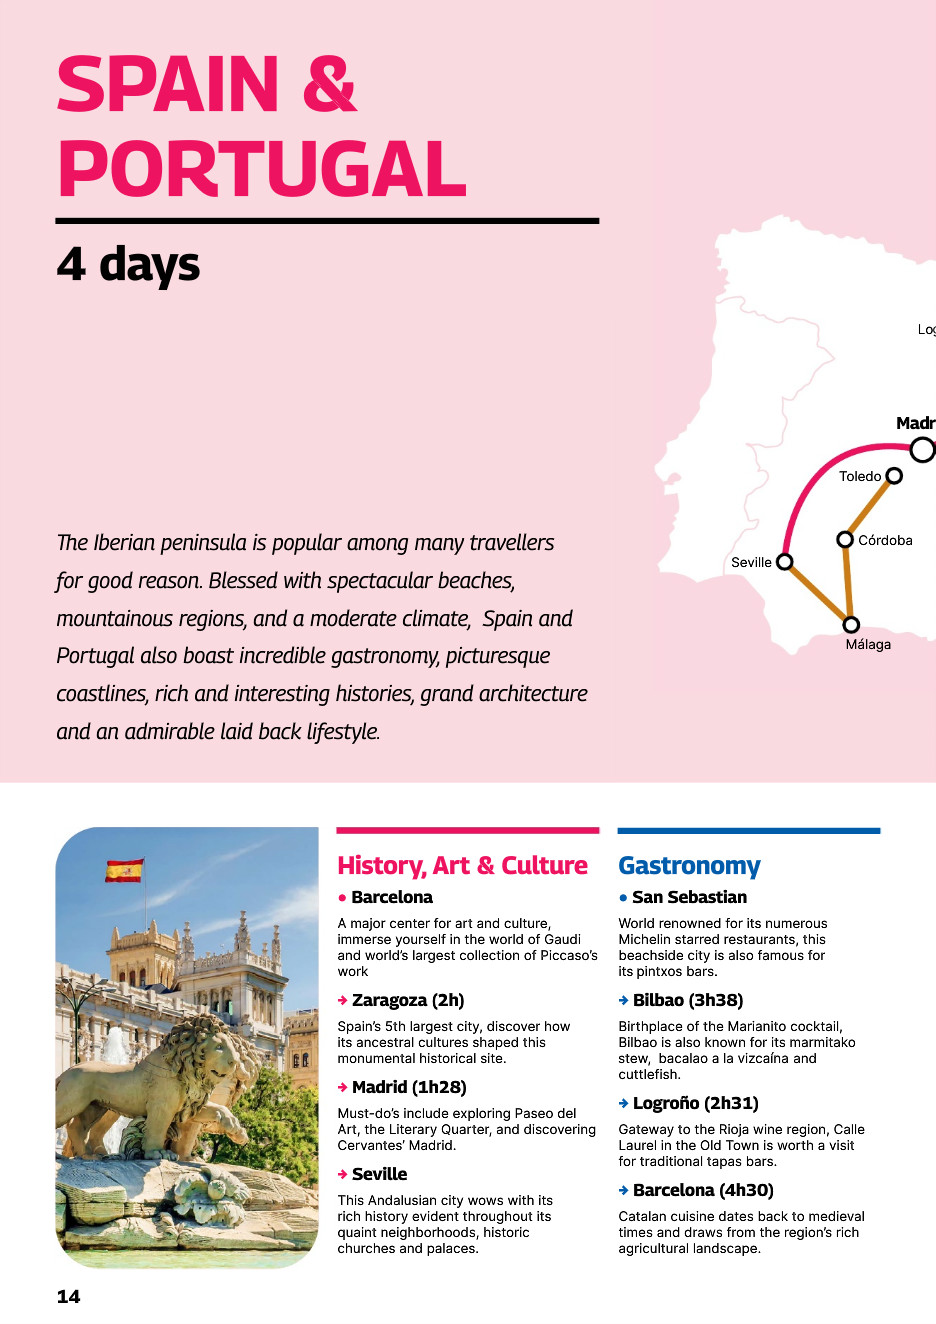 SPAIN &
PORTUGAL
4 days
Log
Madr
Toledo
Córdoba
Seville
Málaga
The Iberian peninsula is popular among many travellers
for good reason. Blessed with spectacular beaches,
mountainous regions, and a moderate climate,  Spain and
Portugal also boast incredible gastronomy, picturesque
coastlines, rich and interesting histories, grand architecture
and an admirable laid back lifestyle.
History, Art & Culture
• Barcelona
A major center for art and culture,
immerse yourself in the world of Gaudi
and world's largest collection of Piccaso's
work
→ Zaragoza (2h)
Spain's 5th largest city, discover how
its ancestral cultures shaped this
monumental historical site.
→ Madrid (1h28)
Must-do's include exploring Paseo del
Art, the Literary Quarter, and discovering
Cervantes' Madrid.
→ Seville
This Andalusian city wows with its
rich history evident throughout its
quaint neighborhoods, historic
churches and palaces.
Gastronomy
• San Sebastian
World renowned for its numerous
Michelin starred restaurants, this
beachside city is also famous for
its pintxos bars.
→ Bilbao (3h38)
Birthplace of the Marianito cocktail,
Bilbao is also known for its marmitako
stew,  bacalao a la vizcaína and
cuttlefish.
→ Logroño (2h31)
Gateway to the Rioja wine region, Calle
Laurel in the Old Town is worth a visit
for traditional tapas bars.
→ Barcelona (4h30)
Catalan cuisine dates back to medieval
times and draws from the region's rich
agricultural landscape.
14